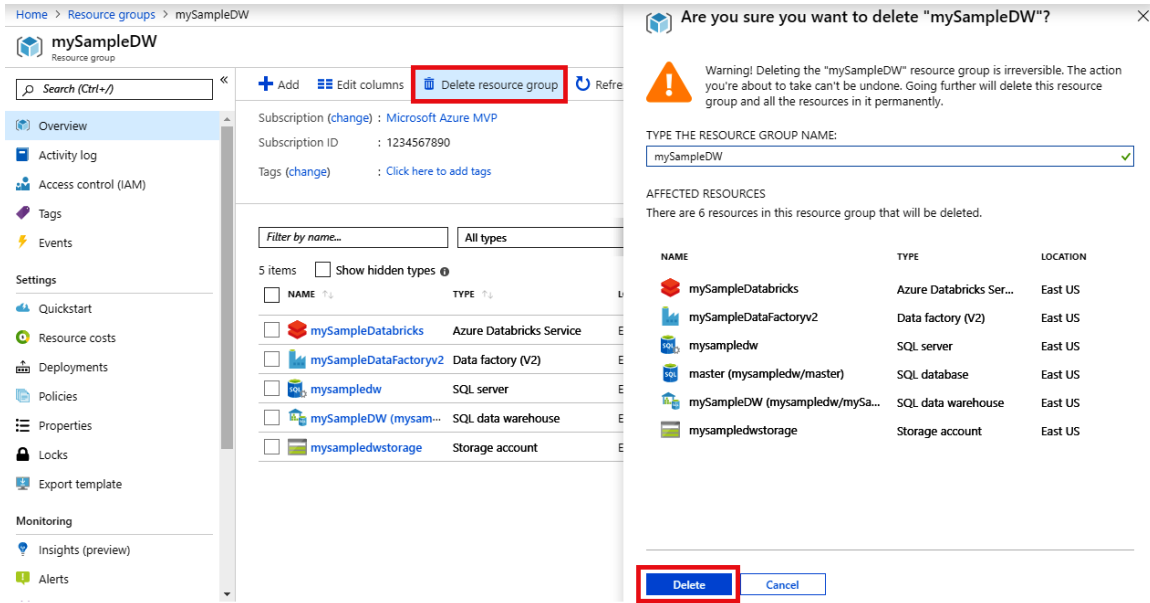 Home > Resource groups > mySampleDW
mySampleDW
Resource group
Search (Ctrl+/)
«
Overview
Activity log
Access control (IAM)
Tags
Events
Settings
Quickstart
Resource costs
Deployments
Policies
Properties
Locks
Export template
Monitoring
Insights (preview)
Alerts
Add Edit columns Delete resource group Refre
Subscription (change) : Microsoft Azure MVP
Subscription ID : 1234567890
Tags (change) : Click here to add tags
Filter by name... All types
5 items Show hidden types
NAME TYPE
mySampleDatabricks Azure Databricks Service E
mySampleDataFactoryv2 Data factory (V2) E
mysampledw SQL server E
mySampleDW (mysam··· SQL data warehouse E
mysampledwstorage Storage account E
Are you sure you want to delete "mySampleDW"?
Warning! Deleting the "mySampleDW" resource group is irreversible. The action
you're about to take can't be undone. Going further will delete this resource
group and all the resources in it permanently.
TYPE THE RESOURCE GROUP NAME:
mySampleDW
AFFECTED RESOURCES
There are 6 resources in this resource group that will be deleted.
NAME TYPE LOCATION
mySampleDatabricks Azure Databricks Ser... East US
mySampleDataFactoryv2 Data factory (V2) East US
mysampledw SQL server East US
master (mysampledw/master) SQL database East US
mySampleDW (mysampledw/mySa... SQL data warehouse East US
mysampledwstorage Storage account East US
Delete Cancel